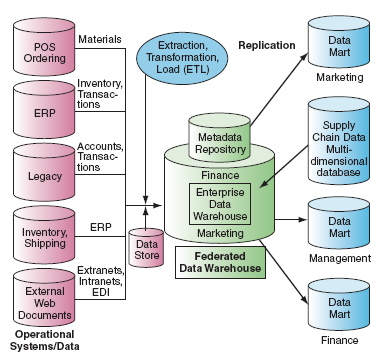 POS
Ordering
Materials
ERP
Inventory,
Transac-
tions
Legacy
Accounts,
Transac-
tions
Inventory,
Shipping
ERP
External
Web
Documents
Extranets,
Intranets,
EDI
Operational
Systems/Data
Extraction,
Transformation,
Load (ETL)
Data
Store
Replication
Metadata
Repository
Finance
Enterprise
Data
Warehouse
Marketing
Federated
Data Warehouse
Data
Mart
Marketing
Supply
Chain Data
Multi-
dimensional
database
Data
Mart
Management
Data
Mart
Finance